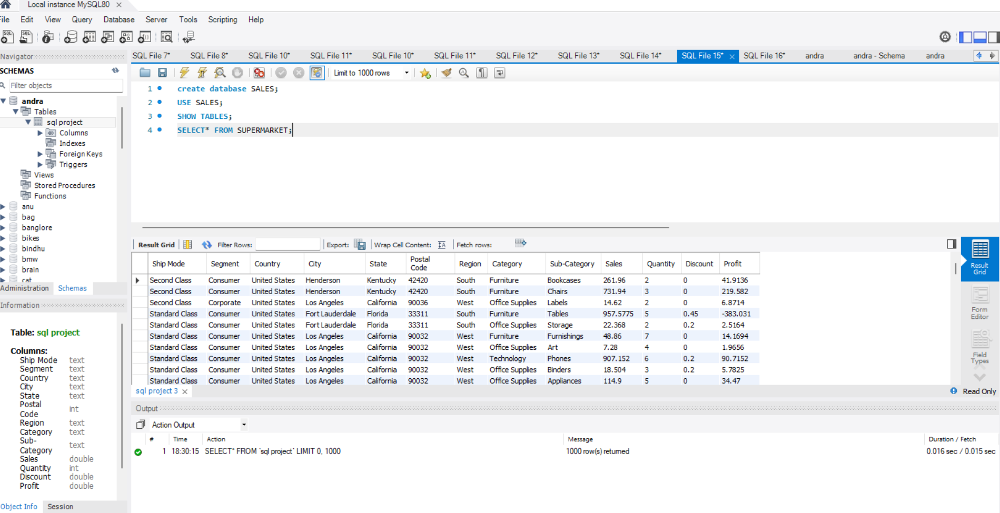 Local instance MySQL80
File Edit View Query Database Server Tools Scripting Help
Navigator
SCHEMAS
Filter objects
andra
Tables
sql project
Columns
Indexes
Foreign Keys
Triggers
Views
Stored Procedures
Functions
anu
bag
banglore
bikes
bindhu
bmw
brain
cat
Administration Schemas
Information
Table: sql project
Columns:
Ship Mode text
Segment text
Country text
City text
State text
Postal
Code int
Region text
Category text
Sub-
Category text
Sales double
Quantity int
Discount double
Profit double
Object Info Session
SQL File 7* SQL File 8* SQL File 10* SQL File 11* SQL File 10* SQL File 11* SQL File 12* SQL File 13* SQL File 14* SQL File 15* SQL File 16* andra andra - Schema andra
Limit to 1000 rows
1 create database SALES;
2 USE SALES;
3 SHOW TABLES;
4 SELECT* FROM SUPERMARKET;
Result Grid Filter Rows: Export: Wrap Cell Content: Fetch rows:
Ship Mode Segment Country City State Postal Code Region Category Sub-Category Sales Quantity Discount Profit
Second Class Consumer United States Henderson Kentucky 42420 South Furniture Bookcases 261.96 2 0 41.9136
Second Class Consumer United States Henderson Kentucky 42420 South Furniture Chairs 731.94 3 0 219.582
Second Class Corporate United States Los Angeles California 90036 West Office Supplies Labels 14.62 2 0 6.8714
Standard Class Consumer United States Fort Lauderdale Florida 33311 South Furniture Tables 957.5775 5 0.45 -383.031
Standard Class Consumer United States Fort Lauderdale Florida 33311 South Office Supplies Storage 22.368 2 0.2 2.5164
Standard Class Consumer United States Los Angeles California 90032 West Furniture Furnishings 48.86 7 0 14.1694
Standard Class Consumer United States Los Angeles California 90032 West Office Supplies Art 7.28 4 0 1.9656
Standard Class Consumer United States Los Angeles California 90032 West Technology Phones 907.152 6 0.2 90.7152
Standard Class Consumer United States Los Angeles California 90032 West Office Supplies Binders 18.504 3 0.2 5.7825
Standard Class Consumer United States Los Angeles California 90032 West Office Supplies Appliances 114.9 5 0 34.47
Result
Grid
Form
Editor
Field
Types
sql project 3
Read Only
Output
Action Output
# Time Action Message Duration / Fetch
1 18:30:15 SELECT* FROM `sql project` LIMIT 0, 1000 1000 row(s) returned 0.016 sec / 0.015 sec